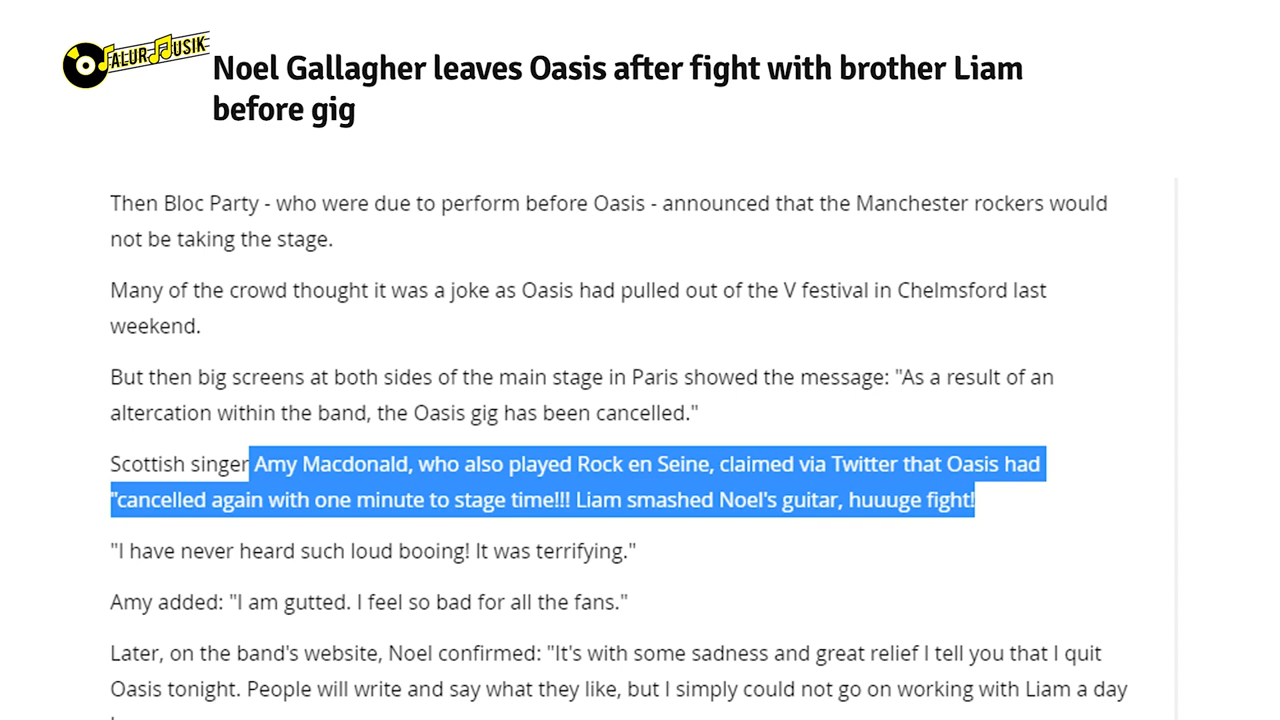 ALUR MUSIK
Noel Gallagher leaves Oasis after fight with brother Liam
before gig
Then Bloc Party - who were due to perform before Oasis - announced that the Manchester rockers would
not be taking the stage.
Many of the crowd thought it was a joke as Oasis had pulled out of the V festival in Chelmsford last
weekend.
But then big screens at both sides of the main stage in Paris showed the message: "As a result of an
altercation within the band, the Oasis gig has been cancelled."
Scottish singer Amy Macdonald, who also played Rock en Seine, claimed via Twitter that Oasis had
"cancelled again with one minute to stage time!!! Liam smashed Noel's guitar, huuuge fight!
"I have never heard such loud booing! It was terrifying."
Amy added: "I am gutted. I feel so bad for all the fans."
Later, on the band's website, Noel confirmed: "It's with some sadness and great relief I tell you that I quit
Oasis tonight. People will write and say what they like, but I simply could not go on working with Liam a day